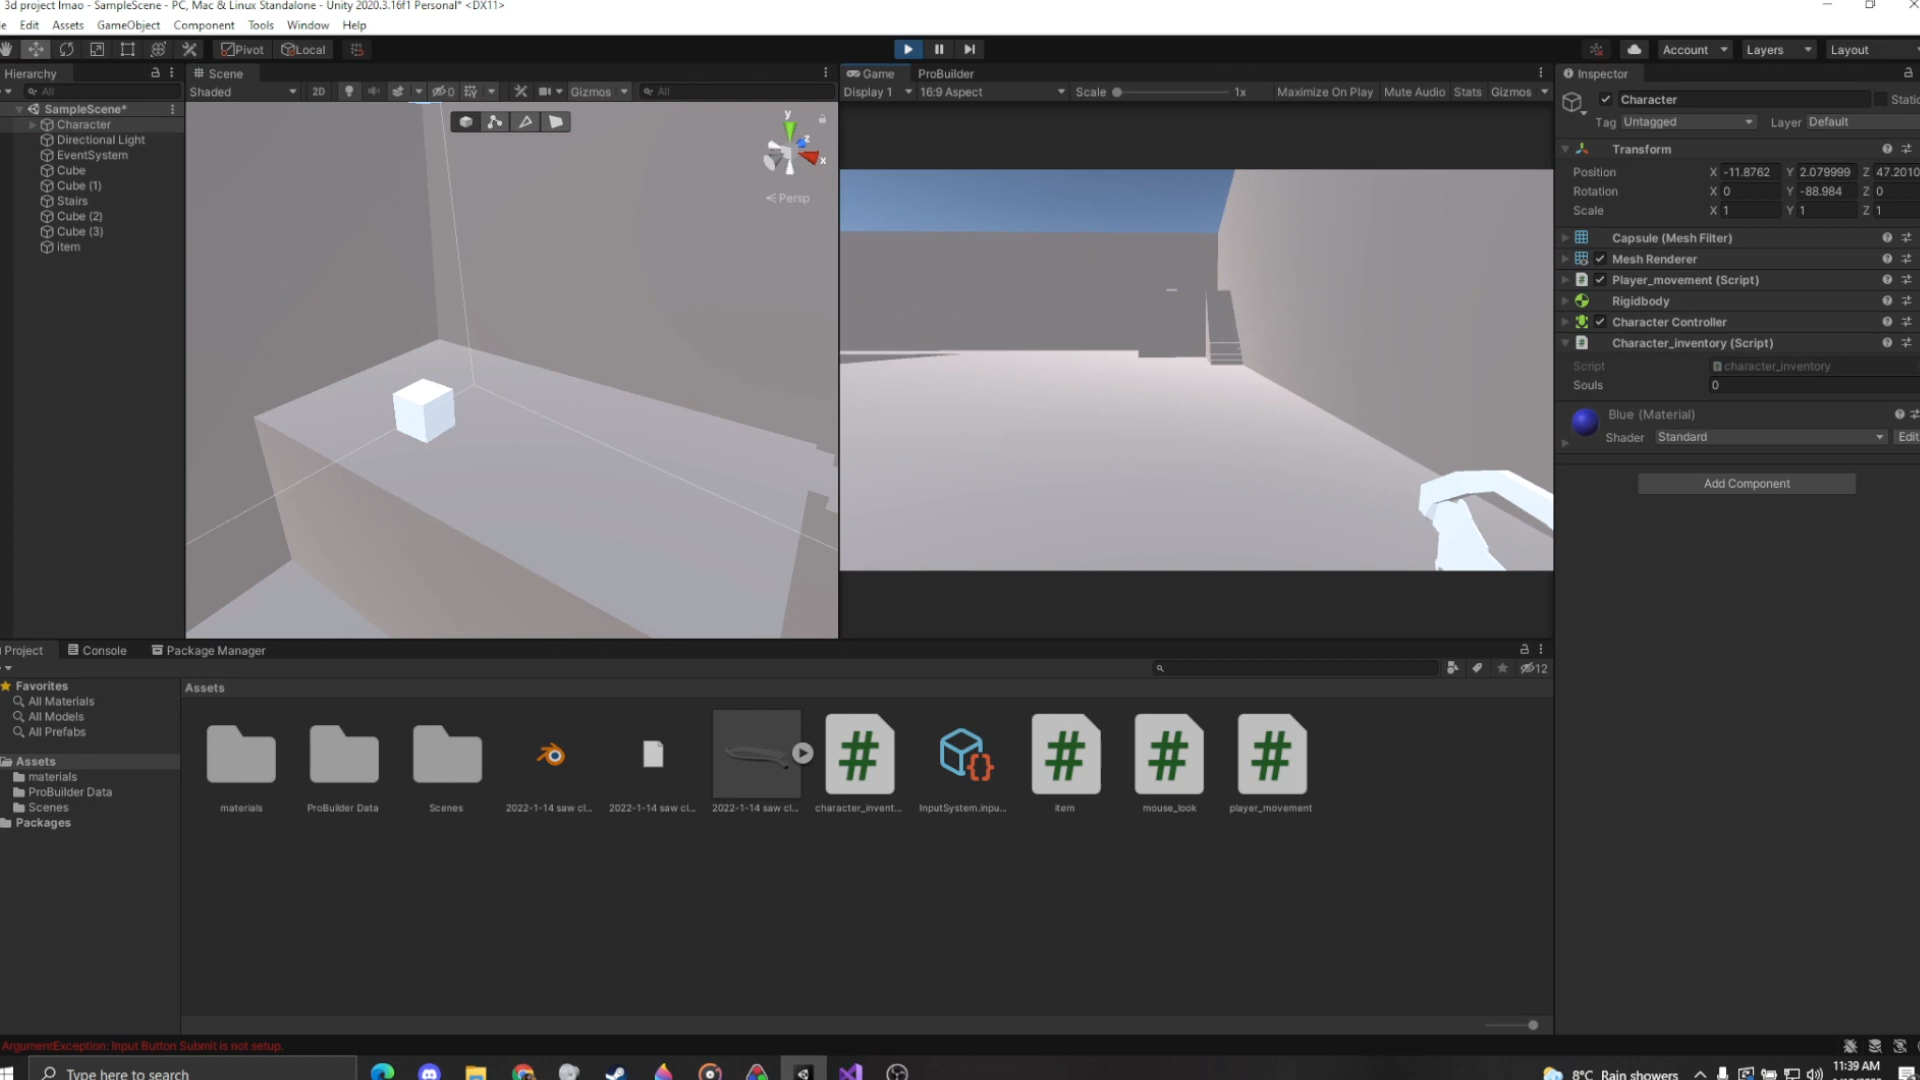 3d project lmao - SampleScene - PC, Mac & Linux Standalone - Unity 2020.3.16f1 Personal* <DX11>
Edit Assets GameObject Component Tools Window Help
Pivot Local Account Layers Layout
Hierarchy
All
SampleScene*
Character
Directional Light
EventSystem
Cube
Cube (1)
Stairs
Cube (2)
Cube (3)
item
Scene
Shaded 2D 0 Gizmos All
y
z
x
Persp
Game ProBuilder
Display 1 16:9 Aspect Scale 1x Maximize On Play Mute Audio Stats Gizmos
Inspector
Character Static
Tag Untagged Layer Default
Transform
Position X -11.8762 Y 2.079999 Z 47.2010
Rotation X 0 Y -88.984 Z 0
Scale X 1 Y 1 Z 1
Capsule (Mesh Filter)
Mesh Renderer
Player_movement (Script)
Rigidbody
Character Controller
Character_inventory (Script)
Script character_inventory
Souls 0
Blue (Material)
Shader Standard Edit
Add Component
Project Console Package Manager
12
Favorites
All Materials
All Models
All Prefabs
Assets
materials
ProBuilder Data
Scenes
Packages
Assets
materials
ProBuilder Data
Scenes
2022-1-14 saw cl...
2022-1-14 saw cl...
2022-1-14 saw cl...
character_invent...
InputSystem.inpu...
item
mouse_look
player_movement
ArgumentException: Input Button Submit is not setup.
Type here to search
8°C Rain showers
11:39 AM